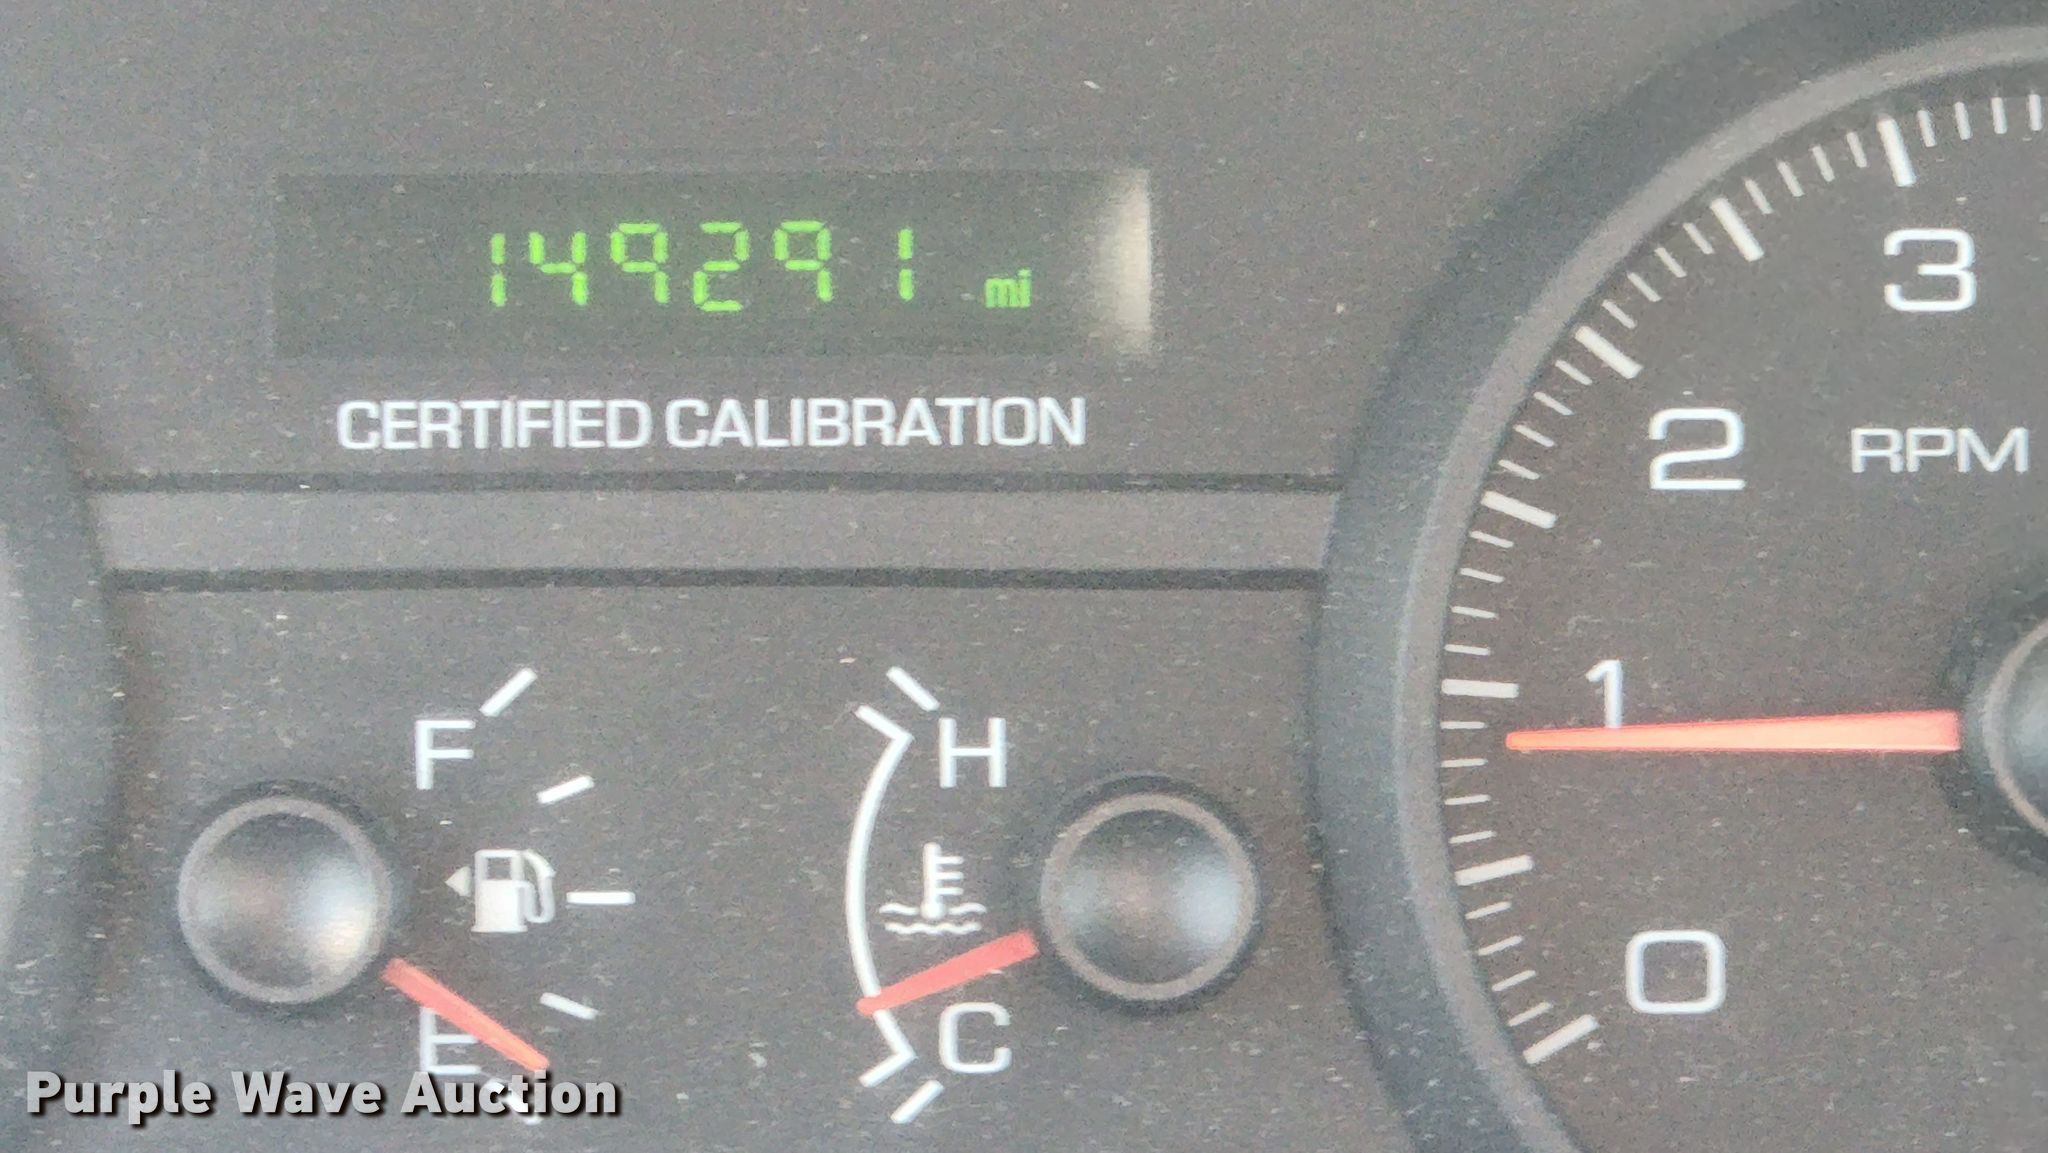 149291 mi
CERTIFIED CALIBRATION
3
2
RPM
1
0
F
H
E
C
Purple Wave Auction